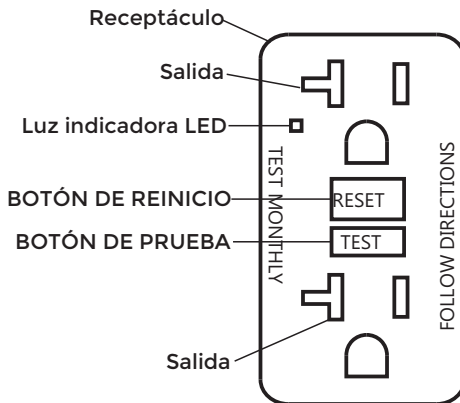 Receptáculo
Salida
Luz indicadora LED
BOTÓN DE REINICIO
BOTÓN DE PRUEBA
Salida
TEST MONTHLY
RESET
TEST
FOLLOW DIRECTIONS